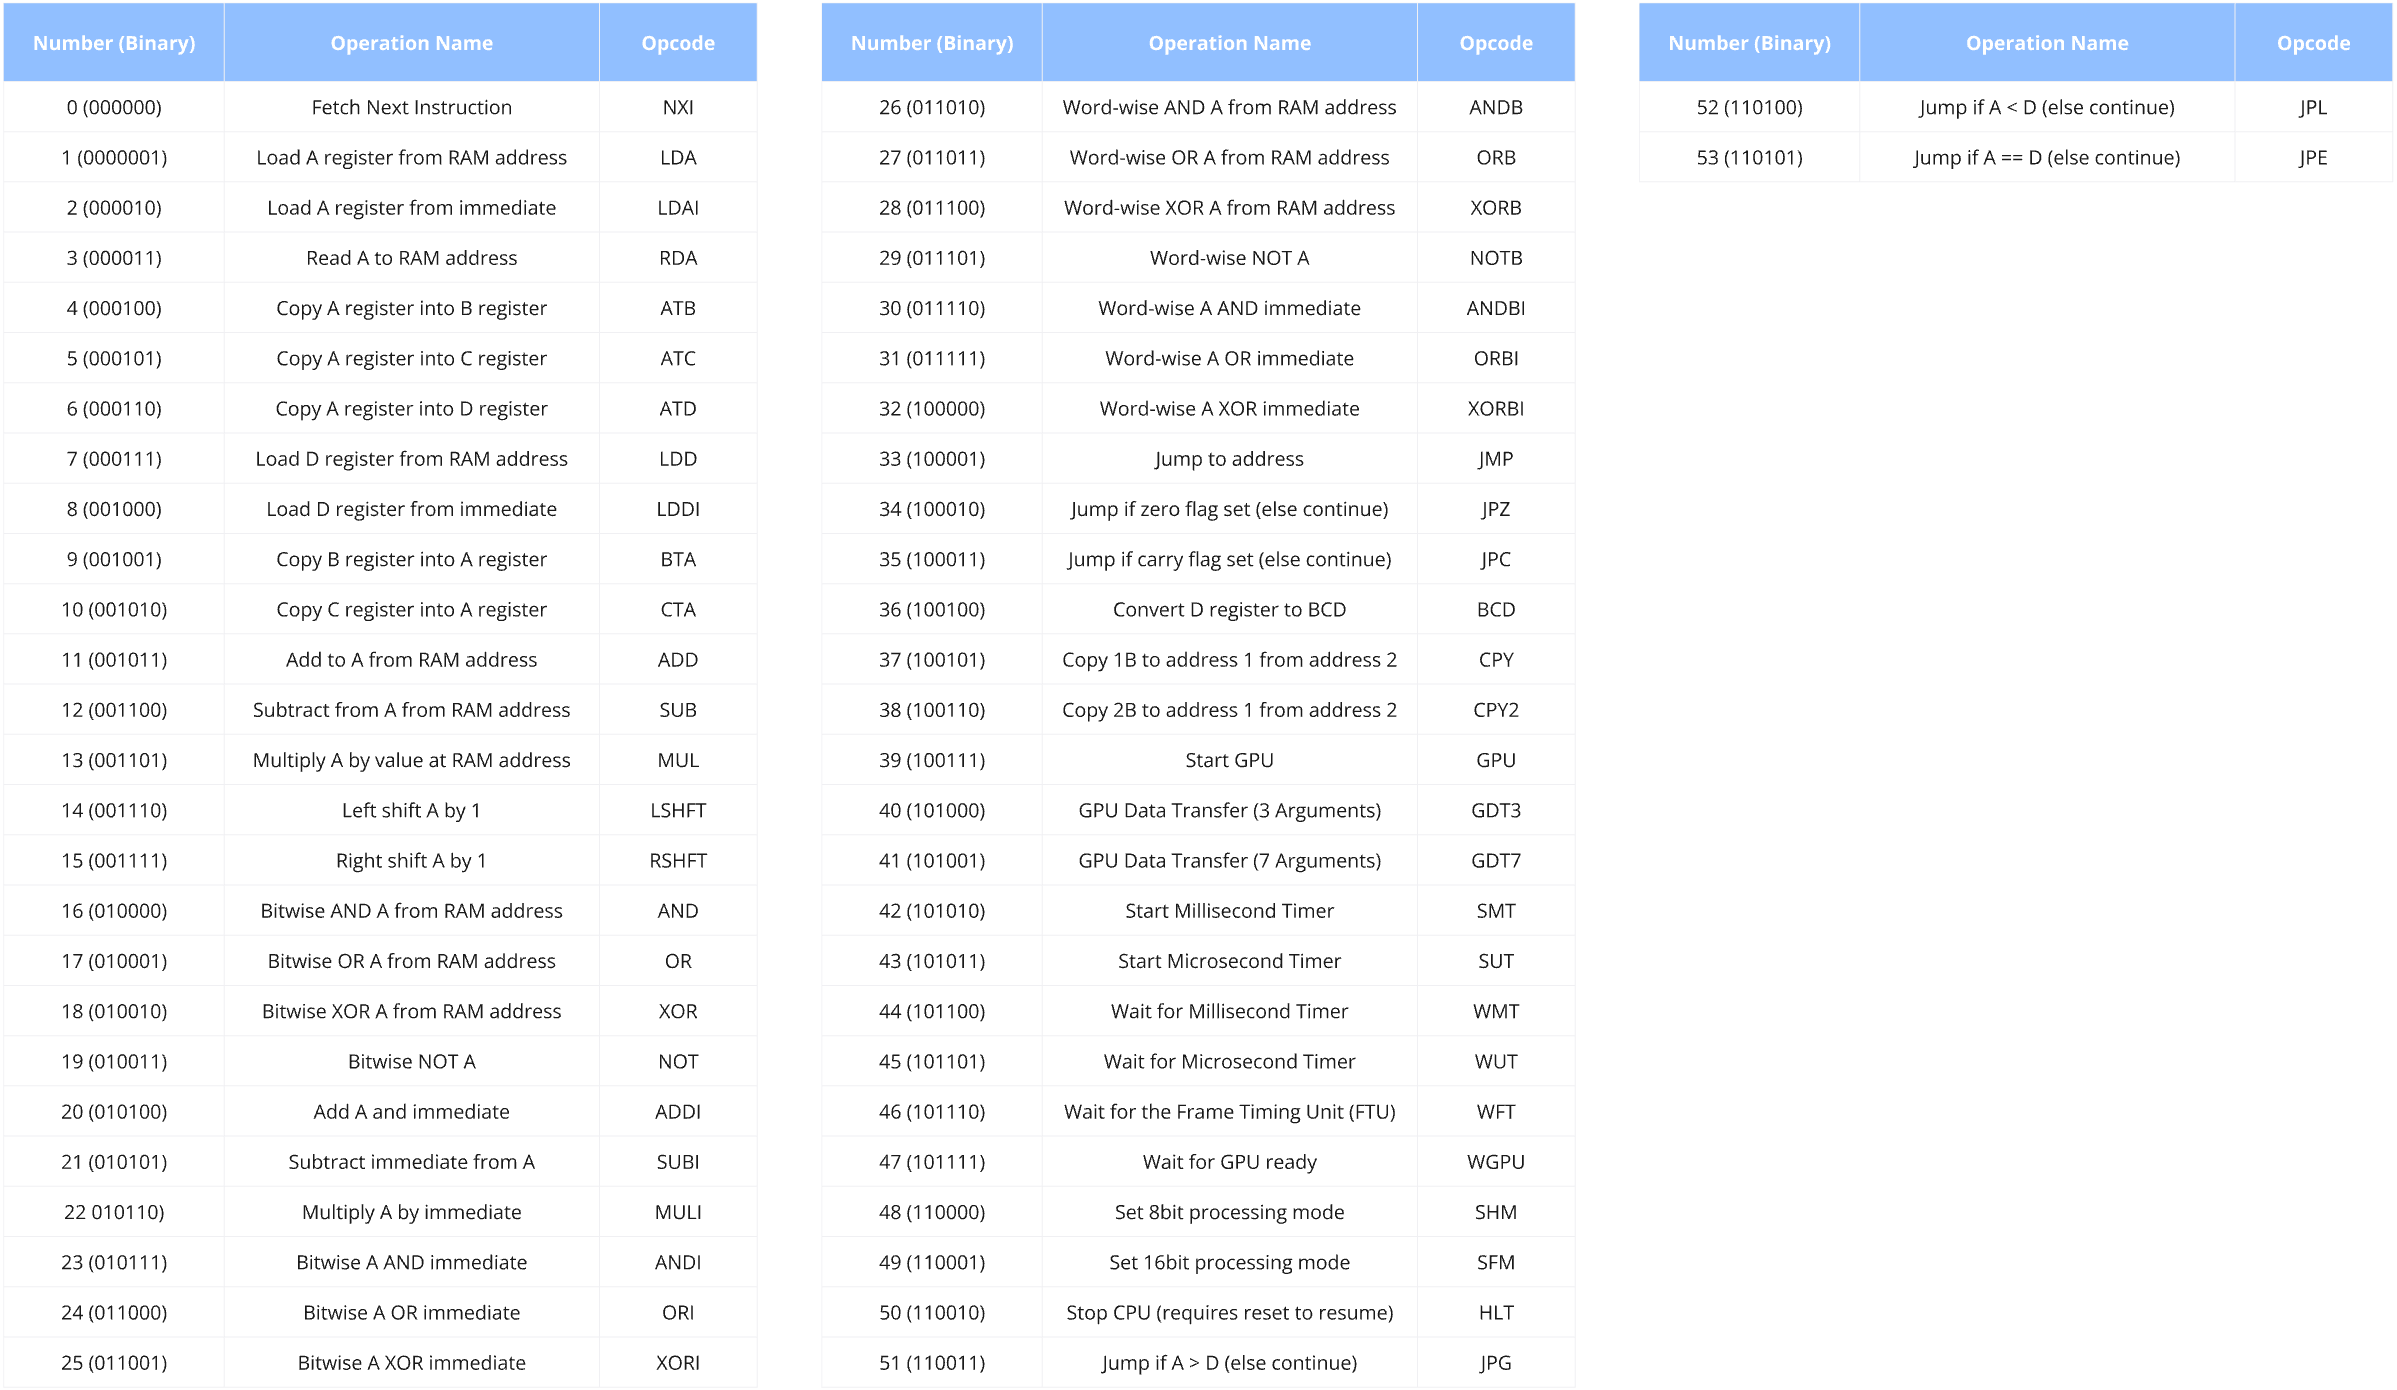 Number (Binary) Operation Name Opcode
0 (000000) Fetch Next Instruction NXI
1 (0000001) Load A register from RAM address LDA
2 (000010) Load A register from immediate LDAI
3 (000011) Read A to RAM address RDA
4 (000100) Copy A register into B register ATB
5 (000101) Copy A register into C register ATC
6 (000110) Copy A register into D register ATD
7 (000111) Load D register from RAM address LDD
8 (001000) Load D register from immediate LDDI
9 (001001) Copy B register into A register BTA
10 (001010) Copy C register into A register CTA
11 (001011) Add to A from RAM address ADD
12 (001100) Subtract from A from RAM address SUB
13 (001101) Multiply A by value at RAM address MUL
14 (001110) Left shift A by 1 LSHFT
15 (001111) Right shift A by 1 RSHFT
16 (010000) Bitwise AND A from RAM address AND
17 (010001) Bitwise OR A from RAM address OR
18 (010010) Bitwise XOR A from RAM address XOR
19 (010011) Bitwise NOT A NOT
20 (010100) Add A and immediate ADDI
21 (010101) Subtract immediate from A SUBI
22 010110) Multiply A by immediate MULI
23 (010111) Bitwise A AND immediate ANDI
24 (011000) Bitwise A OR immediate ORI
25 (011001) Bitwise A XOR immediate XORI
Number (Binary) Operation Name Opcode
26 (011010) Word-wise AND A from RAM address ANDB
27 (011011) Word-wise OR A from RAM address ORB
28 (011100) Word-wise XOR A from RAM address XORB
29 (011101) Word-wise NOT A NOTB
30 (011110) Word-wise A AND immediate ANDBI
31 (011111) Word-wise A OR immediate ORBI
32 (100000) Word-wise A XOR immediate XORBI
33 (100001) Jump to address JMP
34 (100010) Jump if zero flag set (else continue) JPZ
35 (100011) Jump if carry flag set (else continue) JPC
36 (100100) Convert D register to BCD BCD
37 (100101) Copy 1B to address 1 from address 2 CPY
38 (100110) Copy 2B to address 1 from address 2 CPY2
39 (100111) Start GPU GPU
40 (101000) GPU Data Transfer (3 Arguments) GDT3
41 (101001) GPU Data Transfer (7 Arguments) GDT7
42 (101010) Start Millisecond Timer SMT
43 (101011) Start Microsecond Timer SUT
44 (101100) Wait for Millisecond Timer WMT
45 (101101) Wait for Microsecond Timer WUT
46 (101110) Wait for the Frame Timing Unit (FTU) WFT
47 (101111) Wait for GPU ready WGPU
48 (110000) Set 8bit processing mode SHM
49 (110001) Set 16bit processing mode SFM
50 (110010) Stop CPU (requires reset to resume) HLT
51 (110011) Jump if A > D (else continue) JPG
Number (Binary) Operation Name Opcode
52 (110100) Jump if A < D (else continue) JPL
53 (110101) Jump if A == D (else continue) JPE